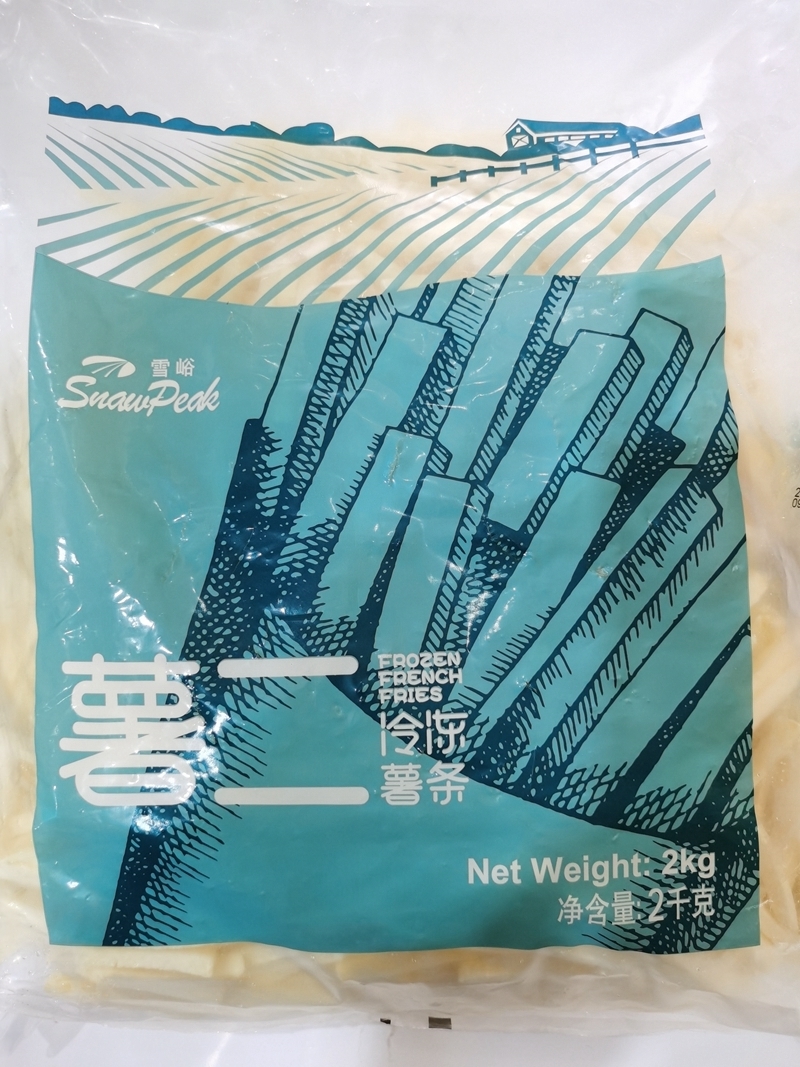 雪峪
SnowPeak
薯二
FROZEN
FRENCH
FRIES
冷冻
薯条
Net Weight: 2kg
净含量: 2千克